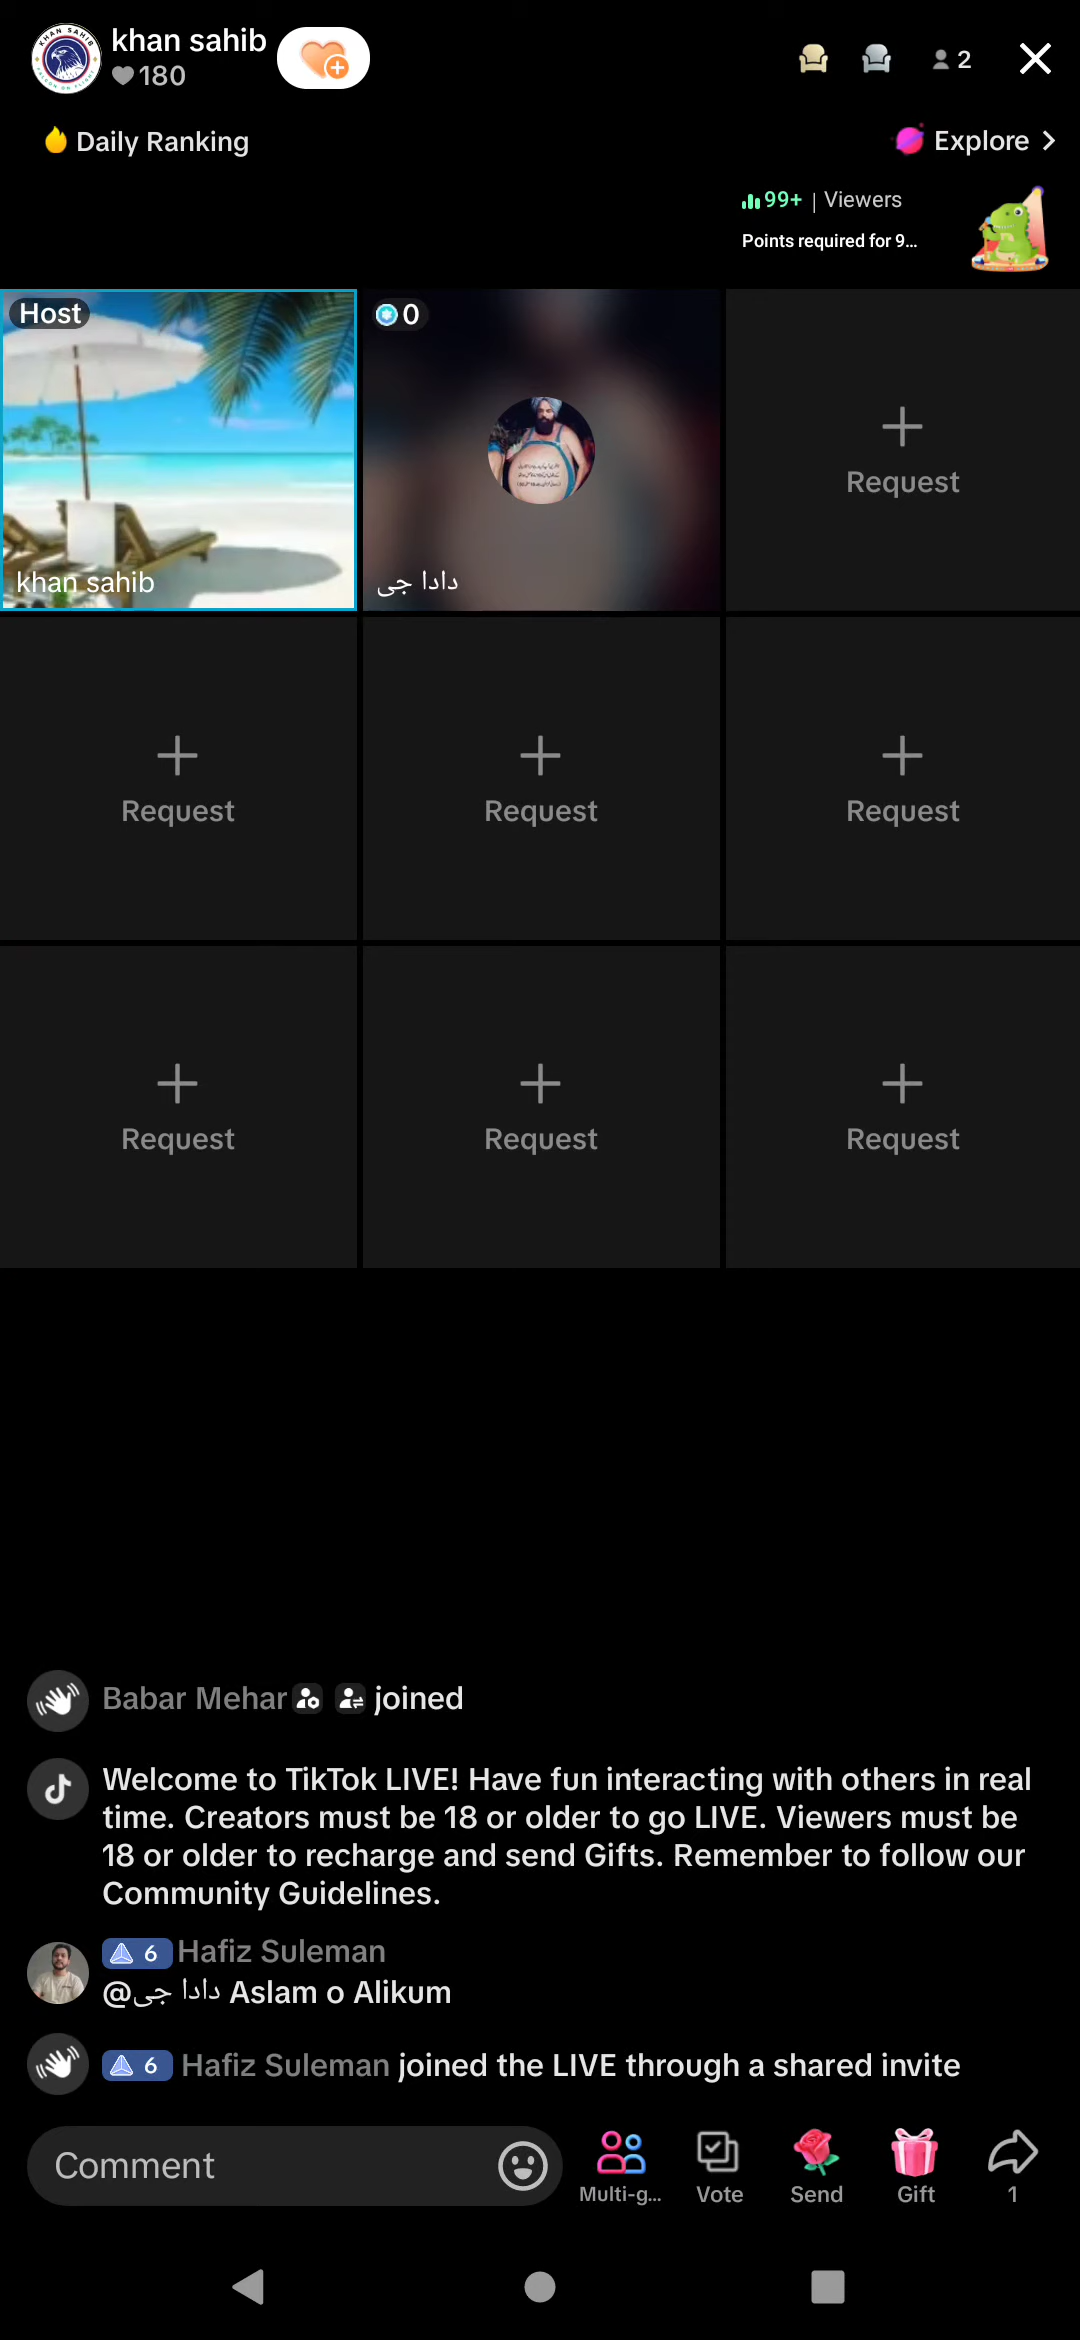 khan sahib
180
2
Daily Ranking
Explore
99+ | Viewers
Points required for 9...
Host
khan sahib
0
دادا جی
Request
Request
Request
Request
Request
Request
Request
Babar Mehar joined
Welcome to TikTok LIVE! Have fun interacting with others in real
time. Creators must be 18 or older to go LIVE. Viewers must be
18 or older to recharge and send Gifts. Remember to follow our
Community Guidelines.
6 Hafiz Suleman
@دادا جی Aslam o Alikum
6 Hafiz Suleman joined the LIVE through a shared invite
Comment
Multi-g...
Vote
Send
Gift
1